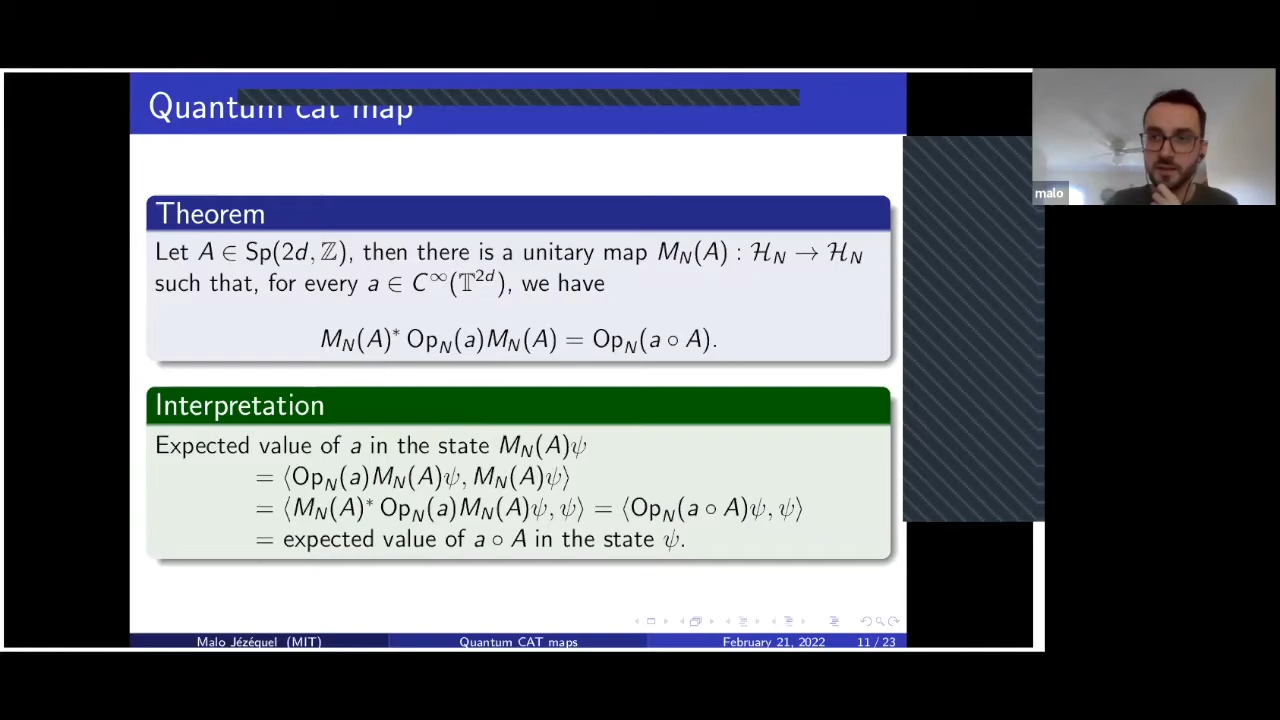 Quantum cat map
Theorem
Let A ∈ Sp(2d, ℤ), then there is a unitary map M_N(A) : ℋ_N → ℋ_N
such that, for every a ∈ C^∞(𝕋^{2d}), we have
M_N(A)* Op_N(a)M_N(A) = Op_N(a ∘ A).
Interpretation
Expected value of a in the state M_N(A)ψ
= ⟨Op_N(a)M_N(A)ψ, M_N(A)ψ⟩
= ⟨M_N(A)* Op_N(a)M_N(A)ψ, ψ⟩ = ⟨Op_N(a ∘ A)ψ, ψ⟩
= expected value of a ∘ A in the state ψ.
Malo Jézéquel (MIT) Quantum CAT maps February 21, 2022 11 / 23
malo